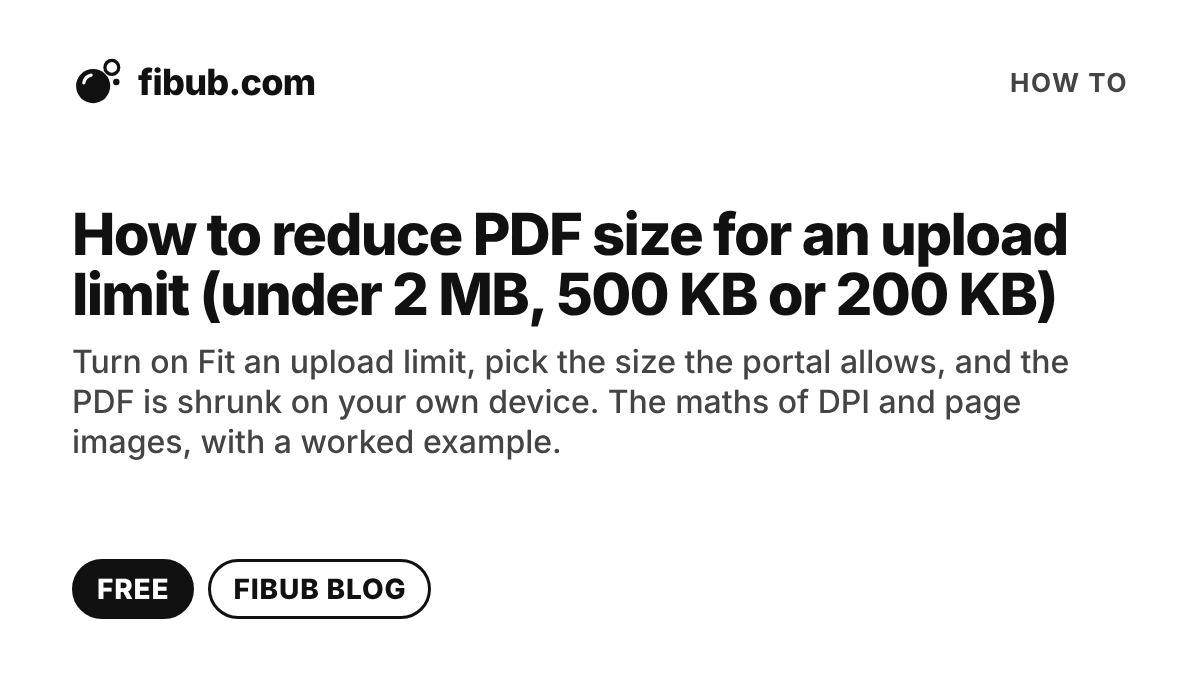 fibub.com
HOW TO
How to reduce PDF size for an upload
limit (under 2 MB, 500 KB or 200 KB)
Turn on Fit an upload limit, pick the size the portal allows, and the
PDF is shrunk on your own device. The maths of DPI and page
images, with a worked example.
FREE
FIBUB BLOG